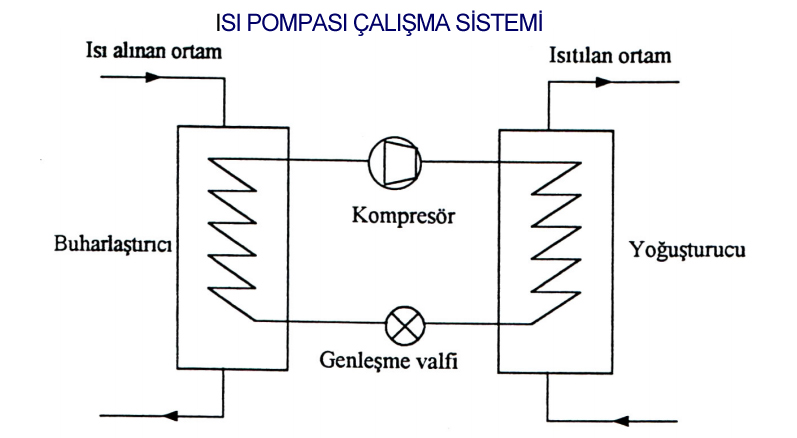 ISI POMPASI ÇALIŞMA SİSTEMİ
Isı alınan ortam
Isıtılan ortam
Kompresör
Buharlaştırıcı
Yoğuşturucu
Genleşme valfi